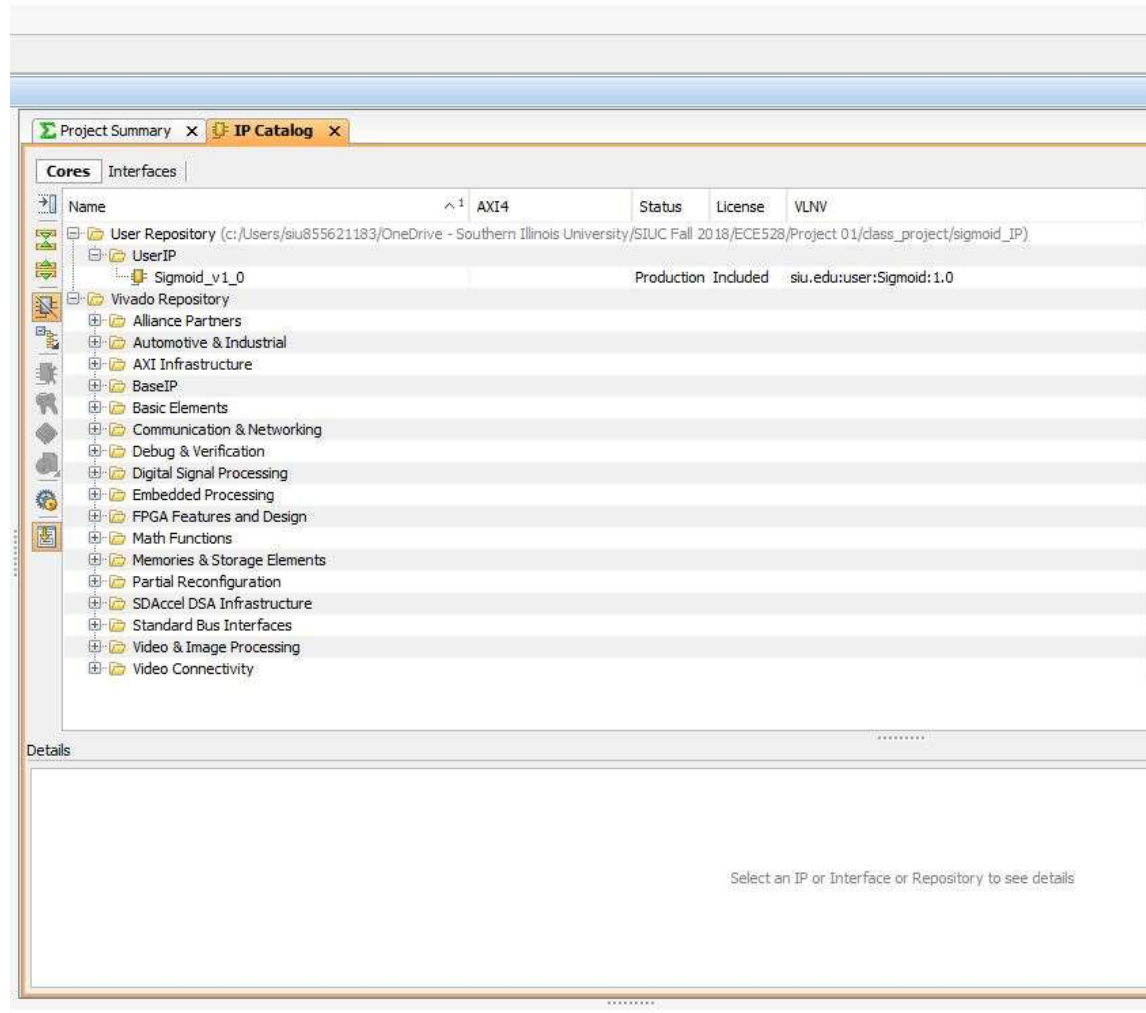 Project Summary IP Catalog
Cores Interfaces
Name 1 AXI4 Status License VLNV
User Repository (c:/Users/siu855621183/OneDrive - Southern Illinois University/SIUC Fall 2018/ECE528/Project 01/class_project/sigmoid_IP)
UserIP
Sigmoid_v1_0 Production Included siu.edu:user:Sigmoid:1.0
Vivado Repository
Alliance Partners
Automotive & Industrial
AXI Infrastructure
BaseIP
Basic Elements
Communication & Networking
Debug & Verification
Digital Signal Processing
Embedded Processing
FPGA Features and Design
Math Functions
Memories & Storage Elements
Partial Reconfiguration
SDAccel DSA Infrastructure
Standard Bus Interfaces
Video & Image Processing
Video Connectivity
Details
Select an IP or Interface or Repository to see details